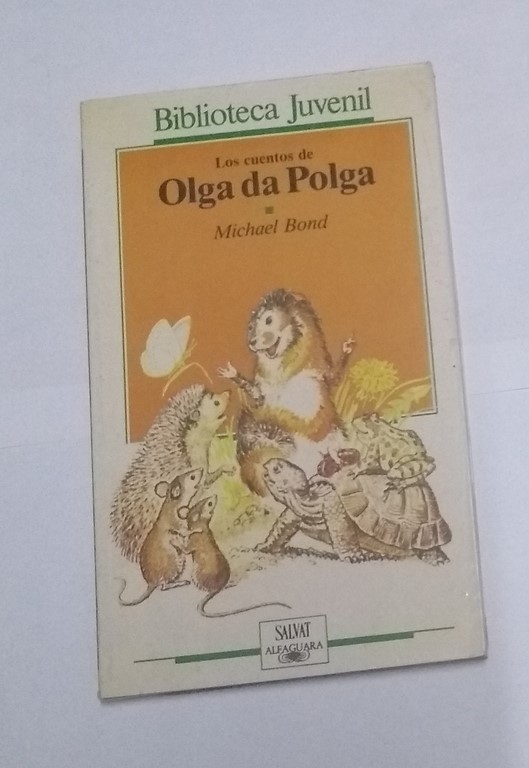 Biblioteca Juvenil
Los cuentos de
Olga da Polga
Michael Bond
SALVAT
ALFAGUARA